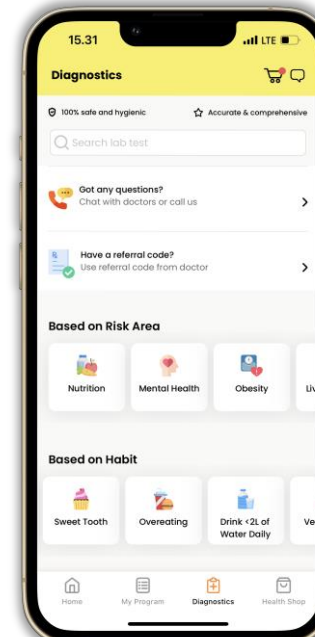 15.31
LTE
Diagnostics
100% safe and hygienic
Accurate & comprehensive
Search lab test
Got any questions?
Chat with doctors or call us
Have a referral code?
Use referral code from doctor
Based on Risk Area
Nutrition
Mental Health
Obesity
Liv
Based on Habit
Sweet Tooth
Overeating
Drink <2L of
Water Daily
Ve
Home
My Program
Diagnostics
Health Shop